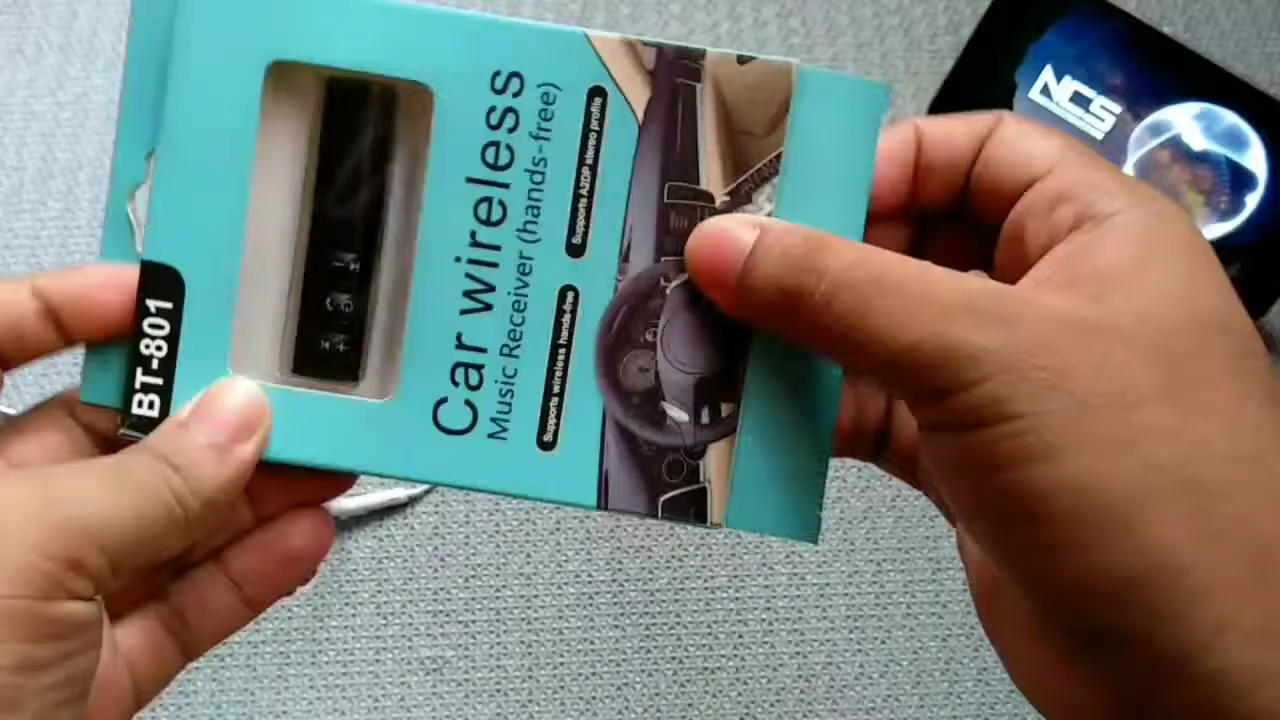 BT-801
Car wireless
Music Receiver (hands-free)
Supports wireless hands-free
Supports A2DP stereo profile
NCS